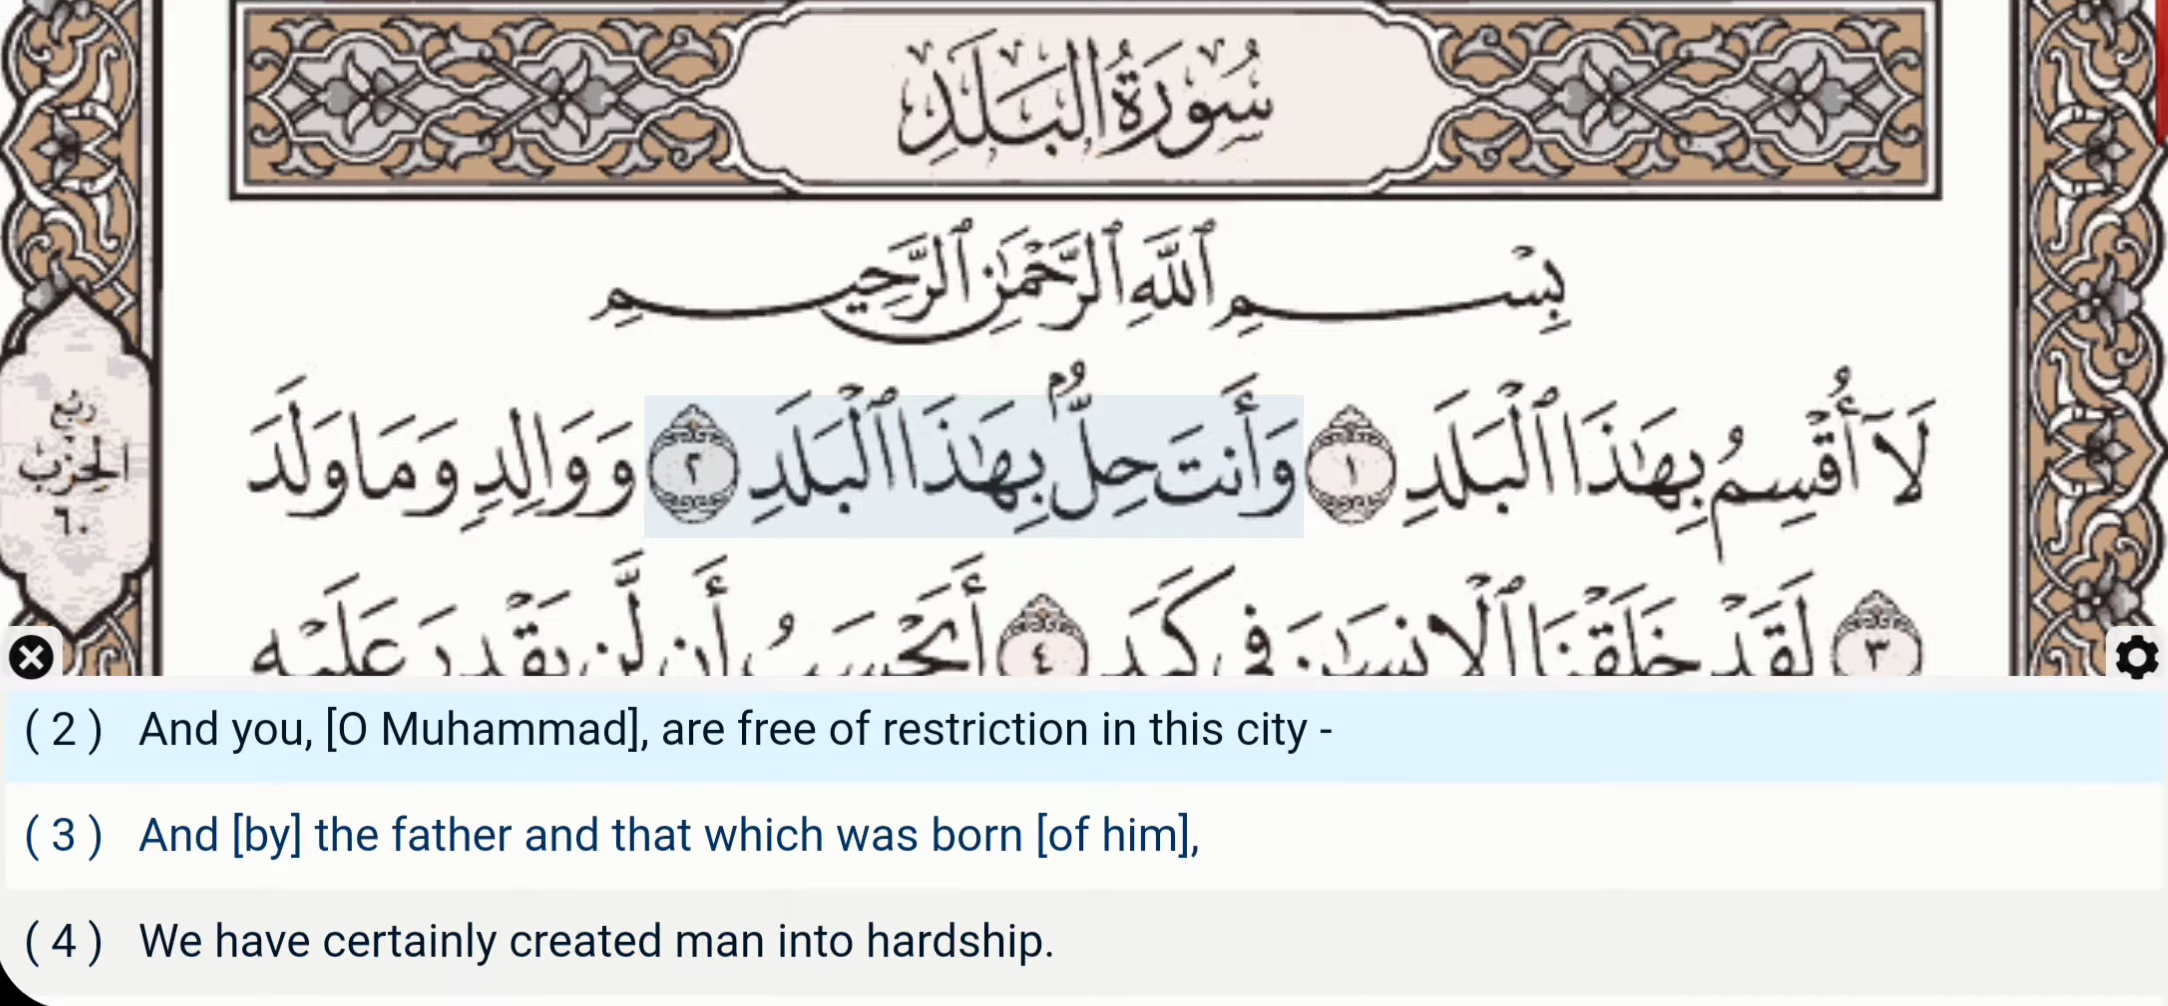 سُورَةُ البَلَدِ
بِسْمِ ٱللَّهِ ٱلرَّحْمَٰنِ ٱلرَّحِيمِ
لَآ أُقْسِمُ بِهَٰذَا ٱلْبَلَدِ ١ وَأَنتَ حِلٌّۢ بِهَٰذَا ٱلْبَلَدِ ٢ وَوَالِدٍ وَمَا وَلَدَ
٣ لَقَدْ خَلَقْنَا ٱلْإِنسَٰنَ فِى كَبَدٍ ٤ أَيَحْسَبُ أَن لَّن يَقْدِرَ عَلَيْهِ
ربع
الحزب
٦٠
( 2 ) And you, [O Muhammad], are free of restriction in this city -
( 3 ) And [by] the father and that which was born [of him],
( 4 ) We have certainly created man into hardship.